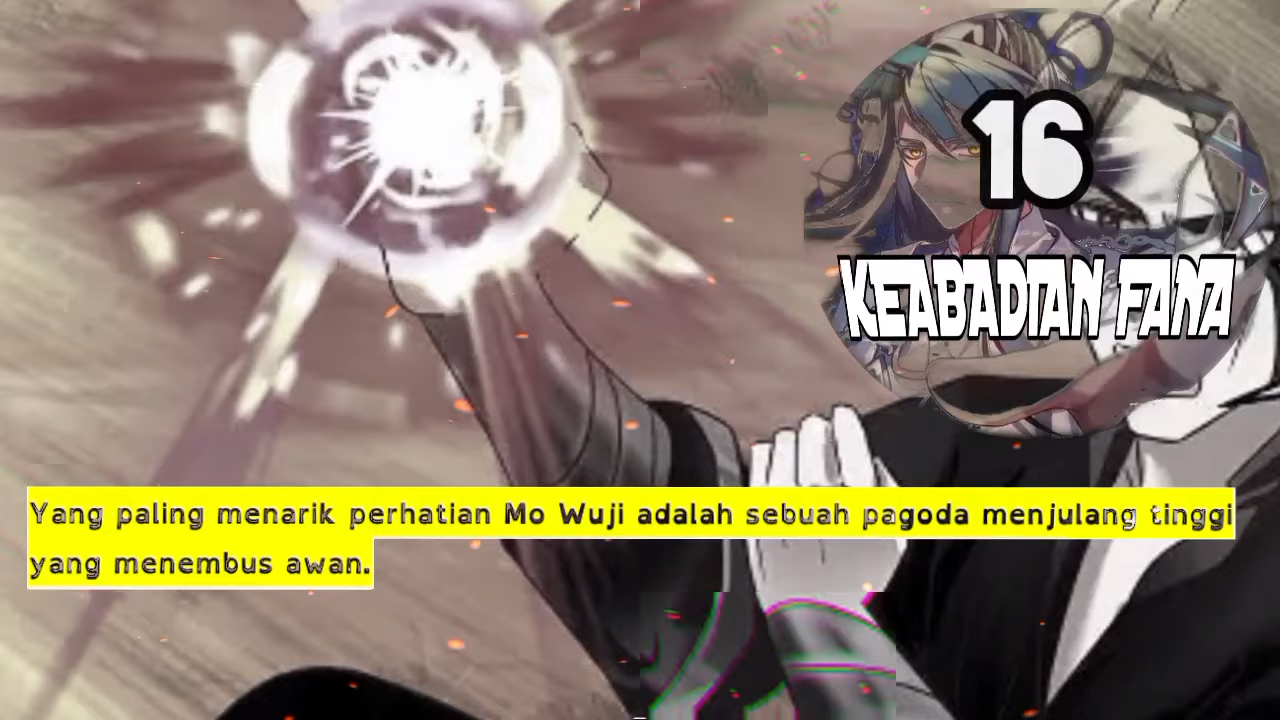 16
KEABADIAN FANA
Yang paling menarik perhatian Mo Wuji adalah sebuah pagoda menjulang tinggi
yang menembus awan.